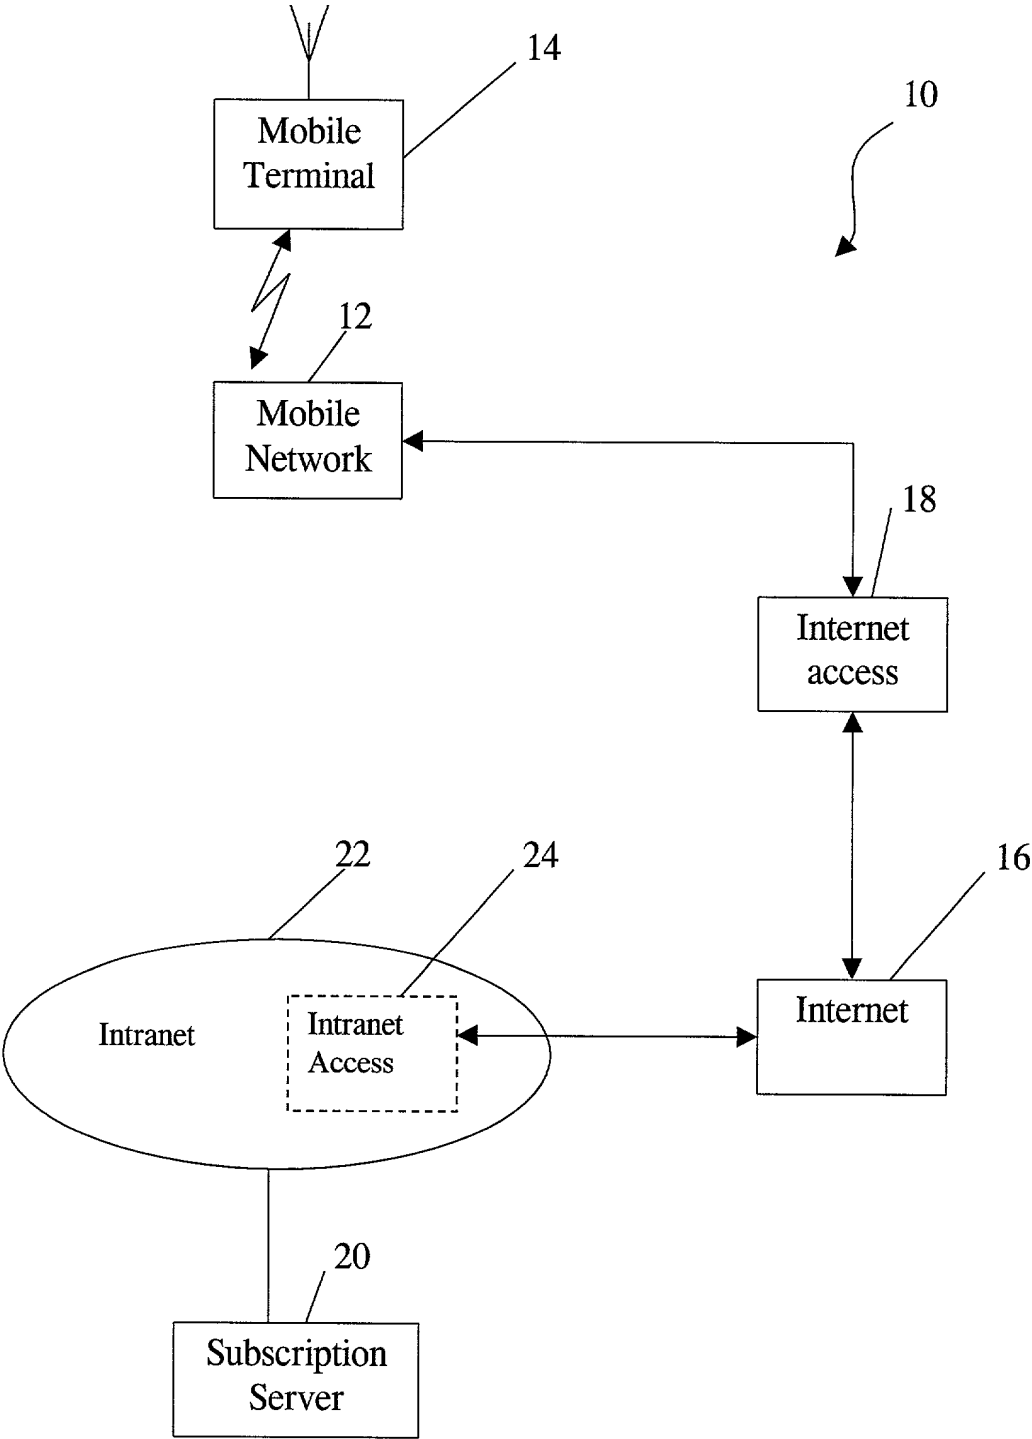 14
10
Mobile
Terminal
12
Mobile
Network
18
Internet
access
22
24
16
Intranet
Intranet
Access
Internet
20
Subscription
Server